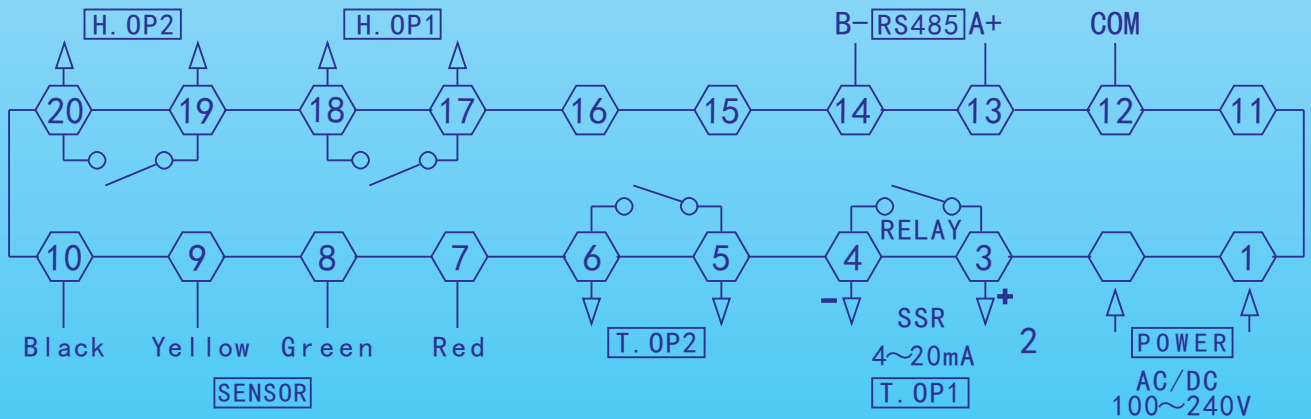 H.OP2 H.OP1 B- RS485 A+ COM
20 19 18 17 16 15 14 13 12 11
RELAY
10 9 8 7 6 5 4 3 1
- +
SSR
Black Yellow Green Red T.OP2 2 POWER
4～20mA
SENSOR T.OP1 AC/DC
100～240V